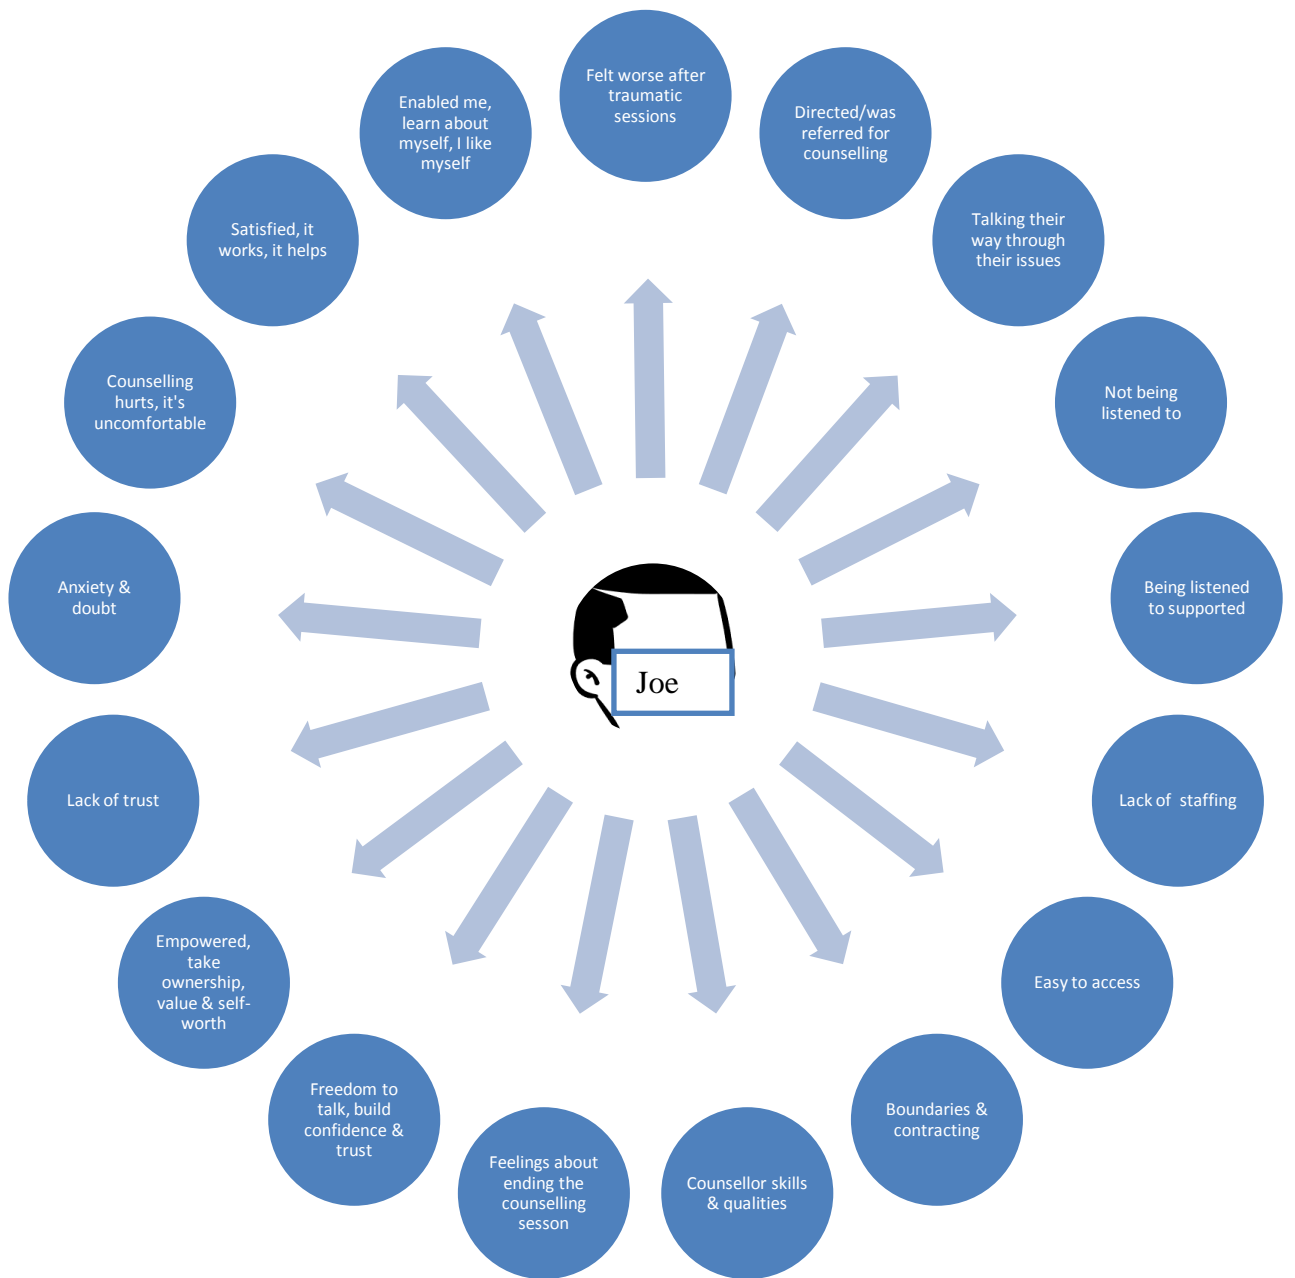 Felt worse after
traumatic
sessions
Directed/was
referred for
counselling
Talking their
way through
their issues
Not being
listened to
Being listened
to supported
Lack of  staffing
Easy to access
Boundaries &
contracting
Counsellor skills
& qualities
Feelings about
ending the
counselling
sesson
Freedom to
talk, build
confidence &
trust
Empowered,
take
ownership,
value & self-
worth
Lack of trust
Anxiety &
doubt
Counselling
hurts, it's
uncomfortable
Satisfied, it
works, it helps
Enabled me,
learn about
myself, I like
myself
Joe